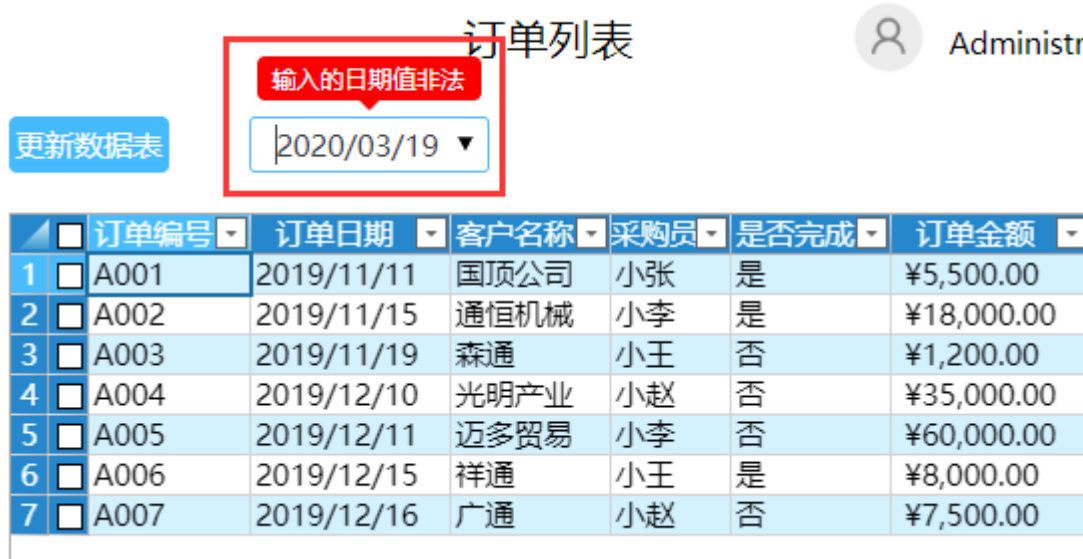 订单列表
Administr
输入的日期值非法
更新数据表
2020/03/19
订单编号 订单日期 客户名称 采购员 是否完成 订单金额
1 A001 2019/11/11 国顶公司 小张 是 ¥5,500.00
2 A002 2019/11/15 通恒机械 小李 是 ¥18,000.00
3 A003 2019/11/19 森通 小王 否 ¥1,200.00
4 A004 2019/12/10 光明产业 小赵 否 ¥35,000.00
5 A005 2019/12/11 迈多贸易 小李 否 ¥60,000.00
6 A006 2019/12/15 祥通 小王 是 ¥8,000.00
7 A007 2019/12/16 广通 小赵 否 ¥7,500.00